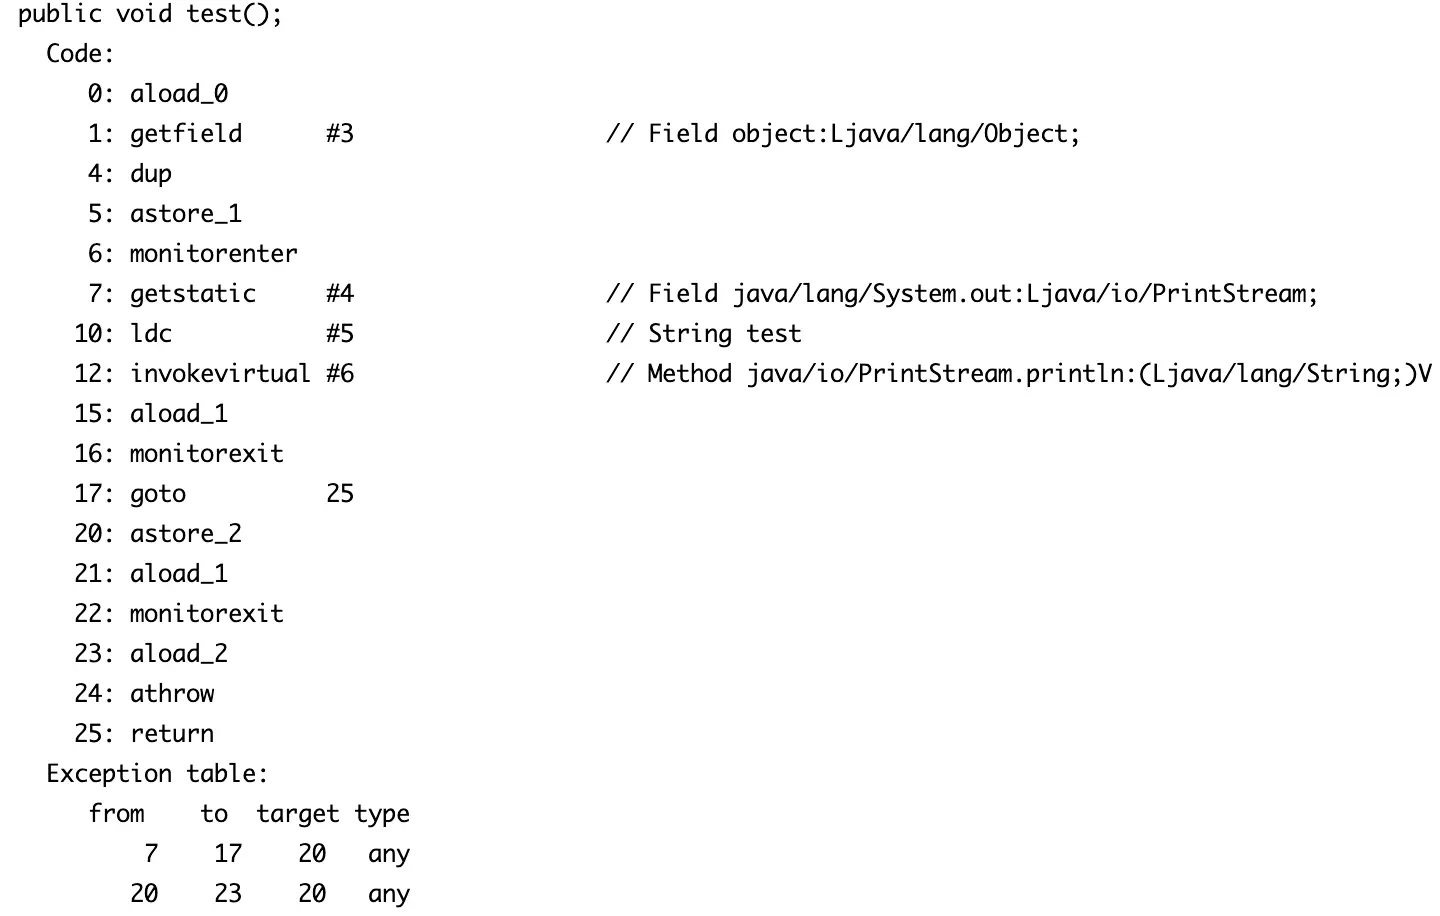 public void test();
  Code:
     0: aload_0
     1: getfield      #3                  // Field object:Ljava/lang/Object;
     4: dup
     5: astore_1
     6: monitorenter
     7: getstatic     #4                  // Field java/lang/System.out:Ljava/io/PrintStream;
    10: ldc           #5                  // String test
    12: invokevirtual #6                  // Method java/io/PrintStream.println:(Ljava/lang/String;)V
    15: aload_1
    16: monitorexit
    17: goto          25
    20: astore_2
    21: aload_1
    22: monitorexit
    23: aload_2
    24: athrow
    25: return
  Exception table:
     from    to  target type
         7    17    20   any
        20    23    20   any